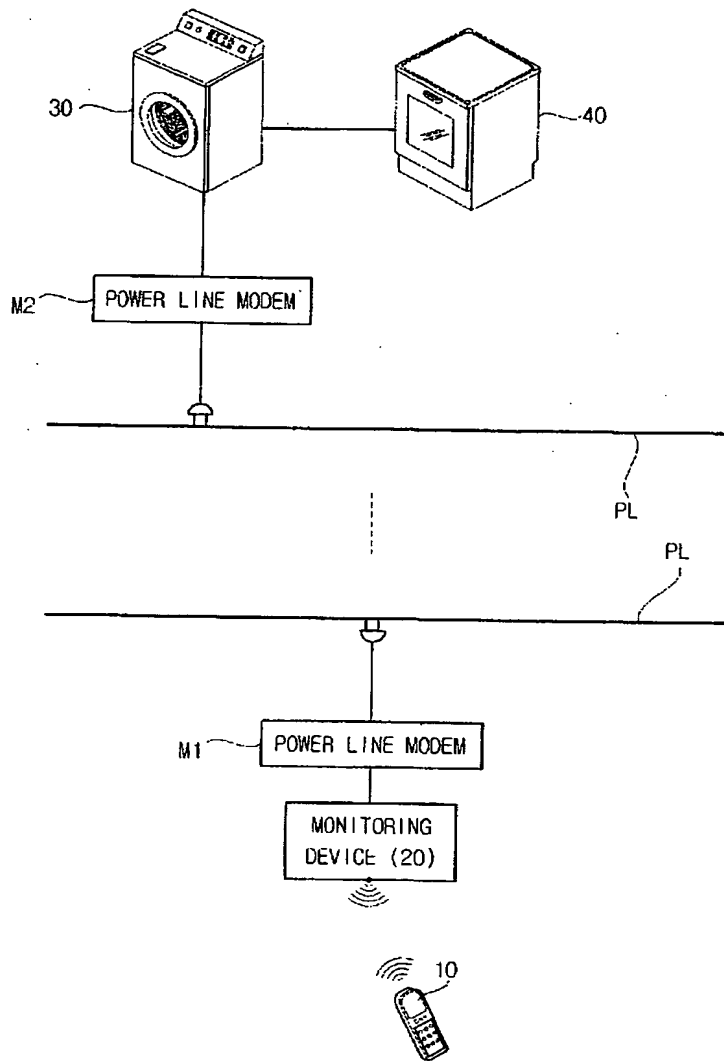 30
40
M2
POWER LINE MODEM
PL
PL
M1
POWER LINE MODEM
MONITORING
DEVICE (20)
10